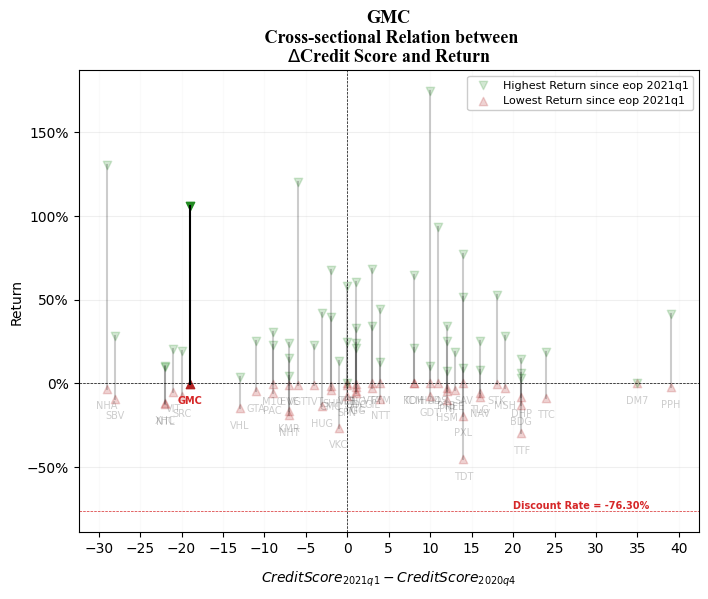 GMC
Cross-sectional Relation between
ΔCredit Score and Return
Highest Return since eop 2021q1
Lowest Return since eop 2021q1
150%
100%
50%
0%
−50%
Return
NHA
SBV
SRC
GMC
VHL
GTA
PAC
KMR
NHT
HUG
VKC
NTT
HSM
PXL
TDT
STK
MSH
BDG
TTF
TTC
DM7
PPH
Discount Rate = -76.30%
−30 −25 −20 −15 −10 −5 0 5 10 15 20 25 30 35 40
CreditScore2021q1 − CreditScore2020q4